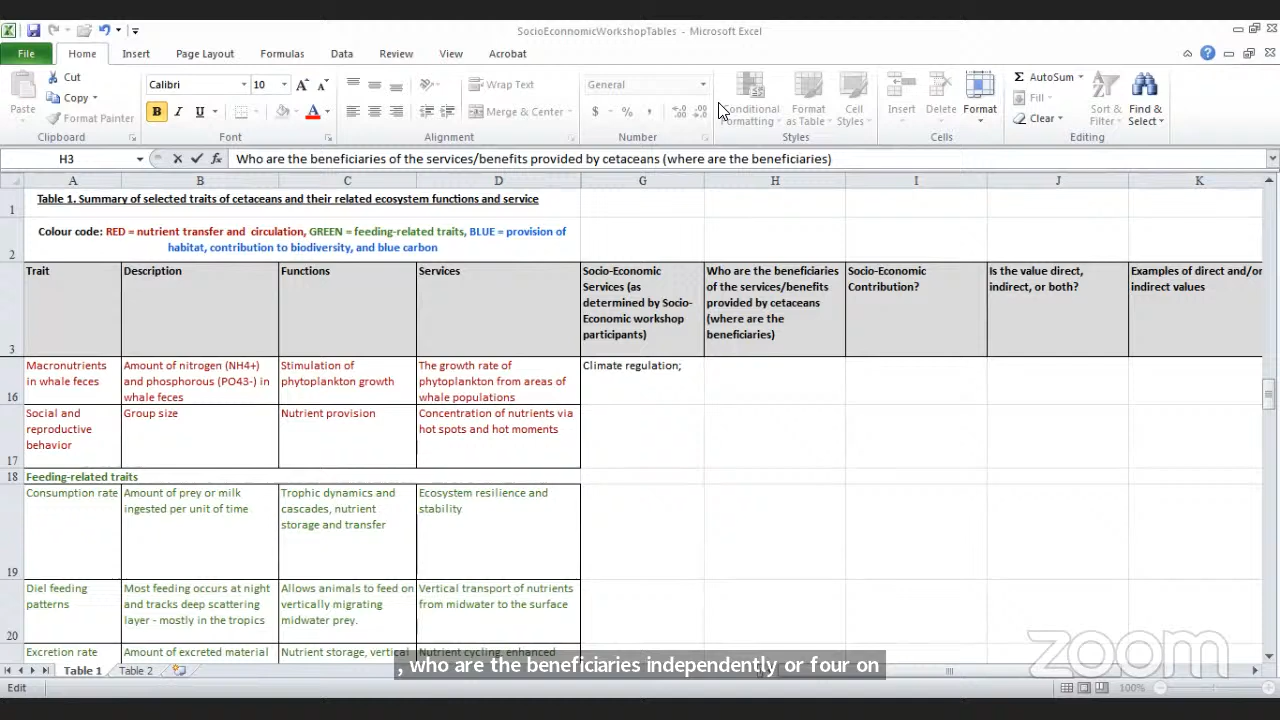 SocioEconnomicWorkshopTables - Microsoft Excel
File Home Insert Page Layout Formulas Data Review View Acrobat
Paste
Cut
Copy
Format Painter
Clipboard
Calibri 10
B I U
Font
Wrap Text
Merge & Center
Alignment
General
$ % ,
Number
Conditional Formatting
Format as Table
Cell Styles
Styles
Insert Delete Format
Cells
AutoSum
Fill
Clear
Sort & Filter
Find & Select
Editing
H3
fx
Who are the beneficiaries of the services/benefits provided by cetaceans (where are the beneficiaries)
A B C D G H I J K
1
Table 1. Summary of selected traits of cetaceans and their related ecosystem functions and service
2
Colour code: RED = nutrient transfer and circulation, GREEN = feeding-related traits, BLUE = provision of
habitat, contribution to biodiversity, and blue carbon
3
Trait
Description
Functions
Services
Socio-Economic
Services (as
determined by Socio-
Economic workshop
participants)
Who are the beneficiaries
of the services/benefits
provided by cetaceans
(where are the
beneficiaries)
Socio-Economic
Contribution?
Is the value direct,
indirect, or both?
Examples of direct and/or
indirect values
16
Macronutrients
in whale feces
Amount of nitrogen (NH4+)
and phosphorous (PO43-) in
whale feces
Stimulation of
phytoplankton growth
The growth rate of
phytoplankton from areas of
whale populations
Climate regulation;
17
Social and
reproductive
behavior
Group size
Nutrient provision
Concentration of nutrients via
hot spots and hot moments
18
Feeding-related traits
19
Consumption rate
Amount of prey or milk
ingested per unit of time
Trophic dynamics and
cascades, nutrient
storage and transfer
Ecosystem resilience and
stability
20
Diel feeding
patterns
Most feeding occurs at night
and tracks deep scattering
layer - mostly in the tropics
Allows animals to feed on
vertically migrating
midwater prey.
Vertical transport of nutrients
from midwater to the surface
Excretion rate
Amount of excreted material
Nutrient storage, vertical
Nutrient cycling, enhanced
, who are the beneficiaries independently or four on
zoom
Table 1 Table 2
Edit
100%